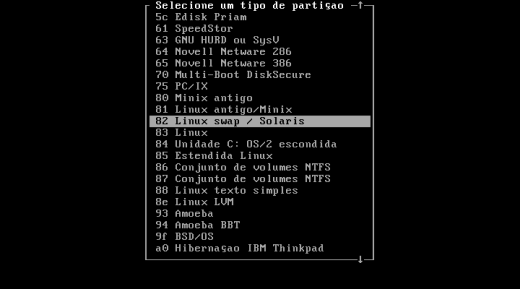 Selecione um tipo de partiçao
5c Edisk Priam
61 SpeedStor
63 GNU HURD ou SysV
64 Novell Netware 286
65 Novell Netware 386
70 Multi-Boot DiskSecure
75 PC/IX
80 Minix antigo
81 Linux antigo/Minix
82 Linux swap / Solaris
83 Linux
84 Unidade C: OS/2 escondida
85 Estendida Linux
86 Conjunto de volumes NTFS
87 Conjunto de volumes NTFS
88 Linux texto simples
8e Linux LVM
93 Amoeba
94 Amoeba BBT
9f BSD/OS
a0 Hibernaçao IBM Thinkpad